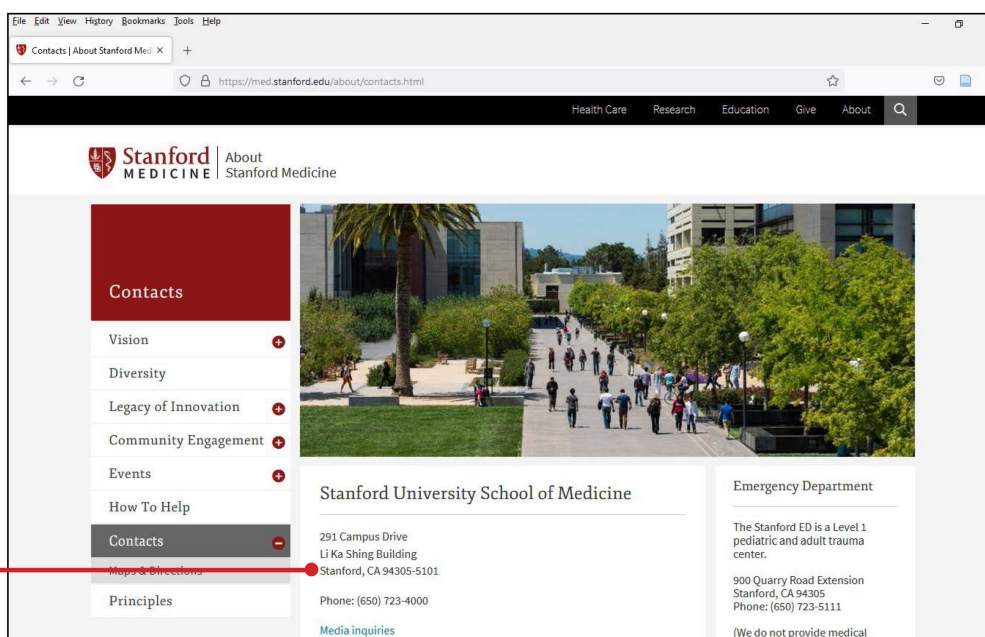 File Edit View History Bookmarks Tools Help
Contacts | About Stanford Med
https://med.stanford.edu/about/contacts.html
Health Care Research Education Give About
Stanford
MEDICINE
About
Stanford Medicine
Contacts
Vision
Diversity
Legacy of Innovation
Community Engagement
Events
How To Help
Contacts
Maps & Directions
Principles
Stanford University School of Medicine
291 Campus Drive
Li Ka Shing Building
Stanford, CA 94305-5101
Phone: (650) 723-4000
Media inquiries
Emergency Department
The Stanford ED is a Level 1
pediatric and adult trauma
center.
900 Quarry Road Extension
Stanford, CA 94305
Phone: (650) 723-5111
(We do not provide medical